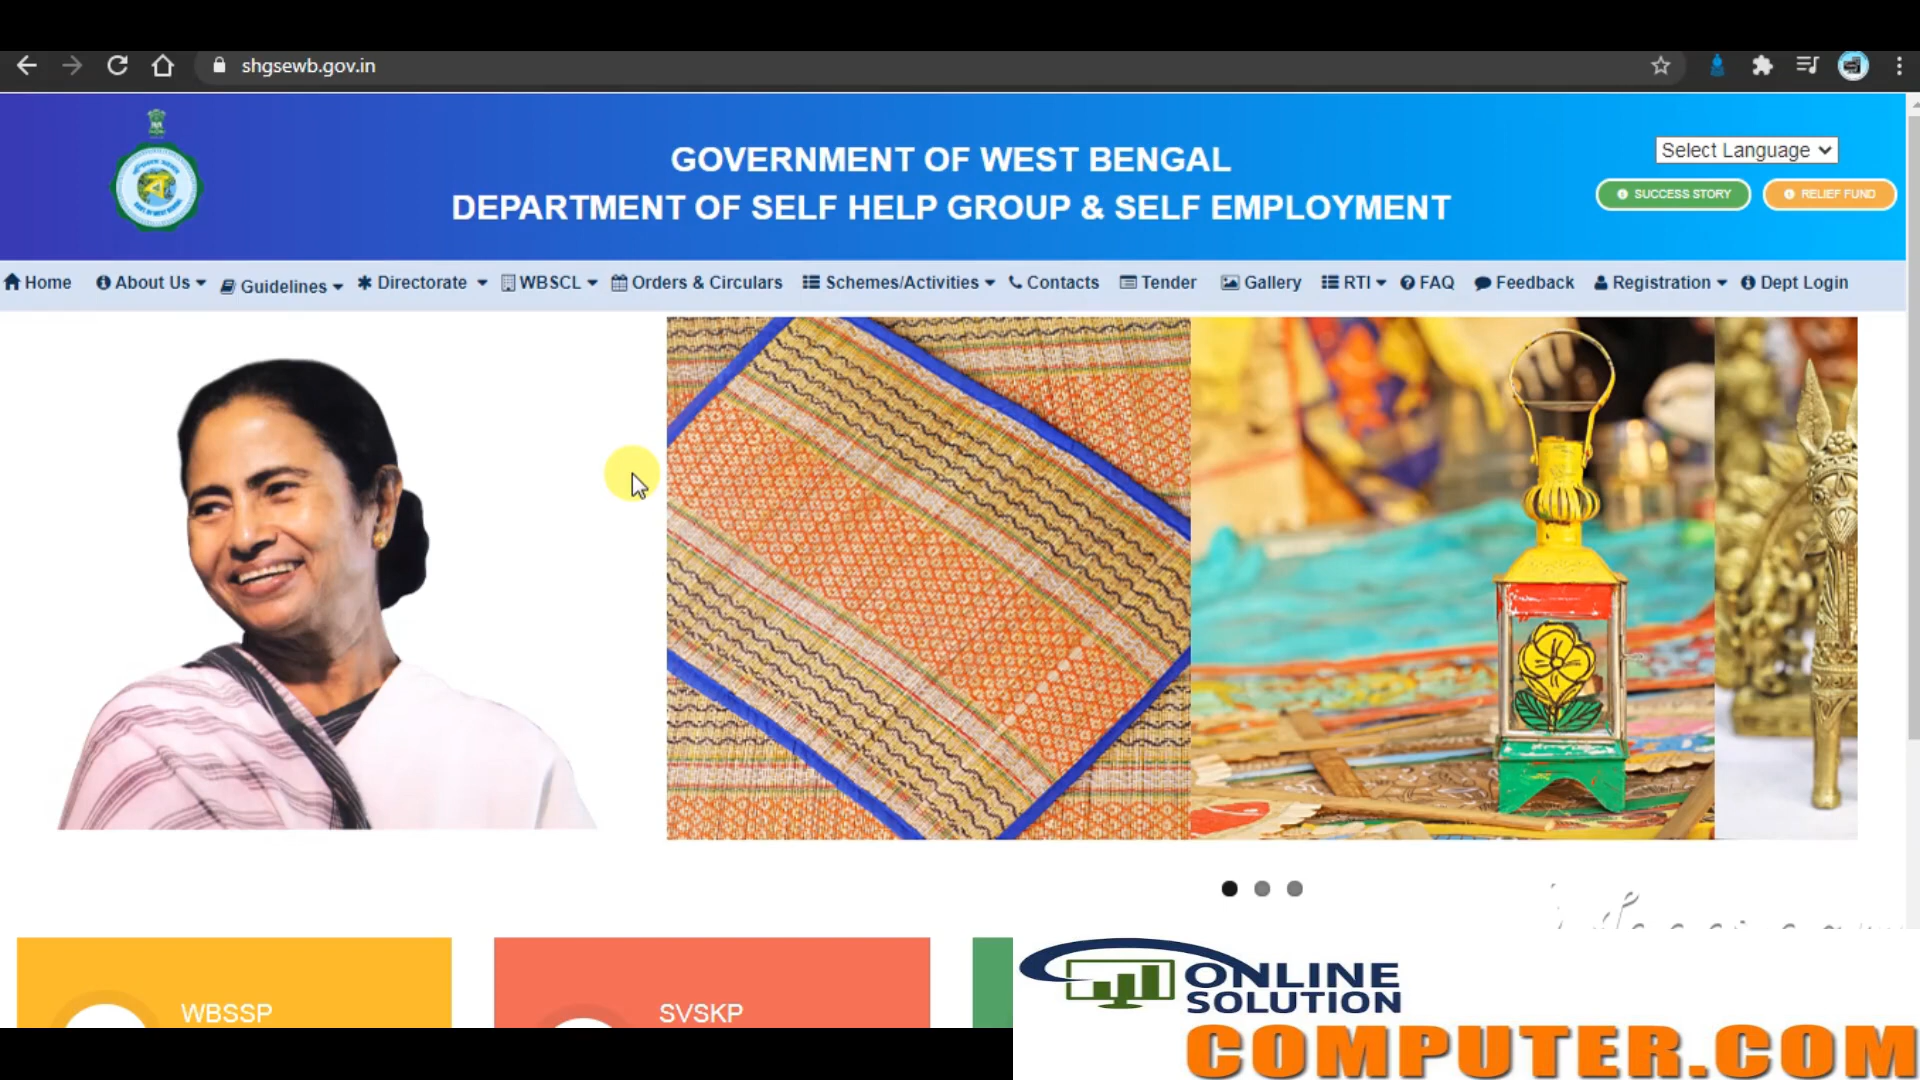 shgsewb.gov.in
GOVERNMENT OF WEST BENGAL
DEPARTMENT OF SELF HELP GROUP & SELF EMPLOYMENT
Select Language
SUCCESS STORY
RELIEF FUND
Home About Us Guidelines Directorate WBSCL Orders & Circulars Schemes/Activities Contacts Tender Gallery RTI FAQ Feedback Registration Dept Login
WBSSP
SVSKP
ONLINE
SOLUTION
COMPUTER.COM